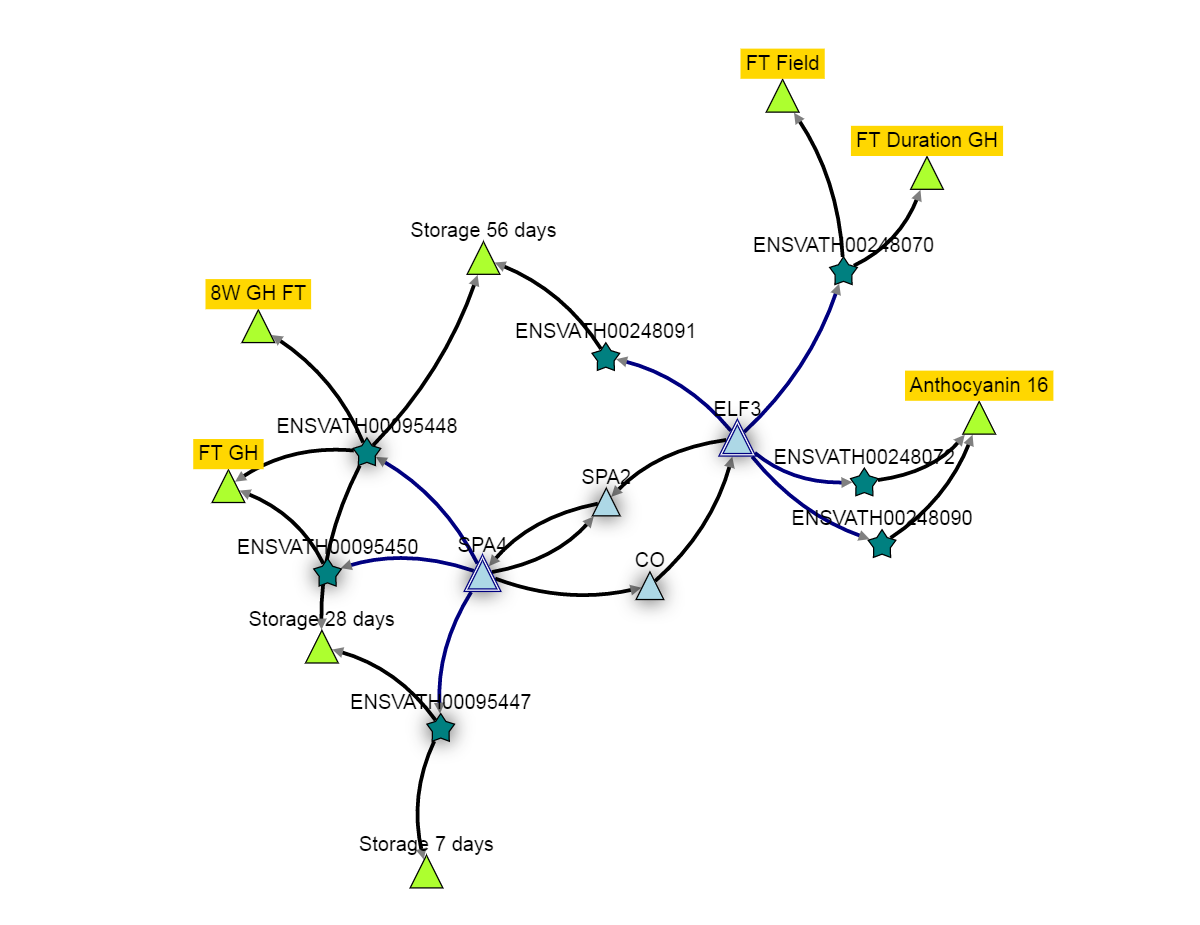 FT Field
FT Duration GH
Storage 56 days
ENSVATH00248070
8W GH FT
ENSVATH00248091
Anthocyanin 16
ELF3
ENSVATH00095448
FT GH
ENSVATH00248072
SPA2
ENSVATH00248090
ENSVATH00095450
SPA4
CO
Storage 28 days
ENSVATH00095447
Storage 7 days